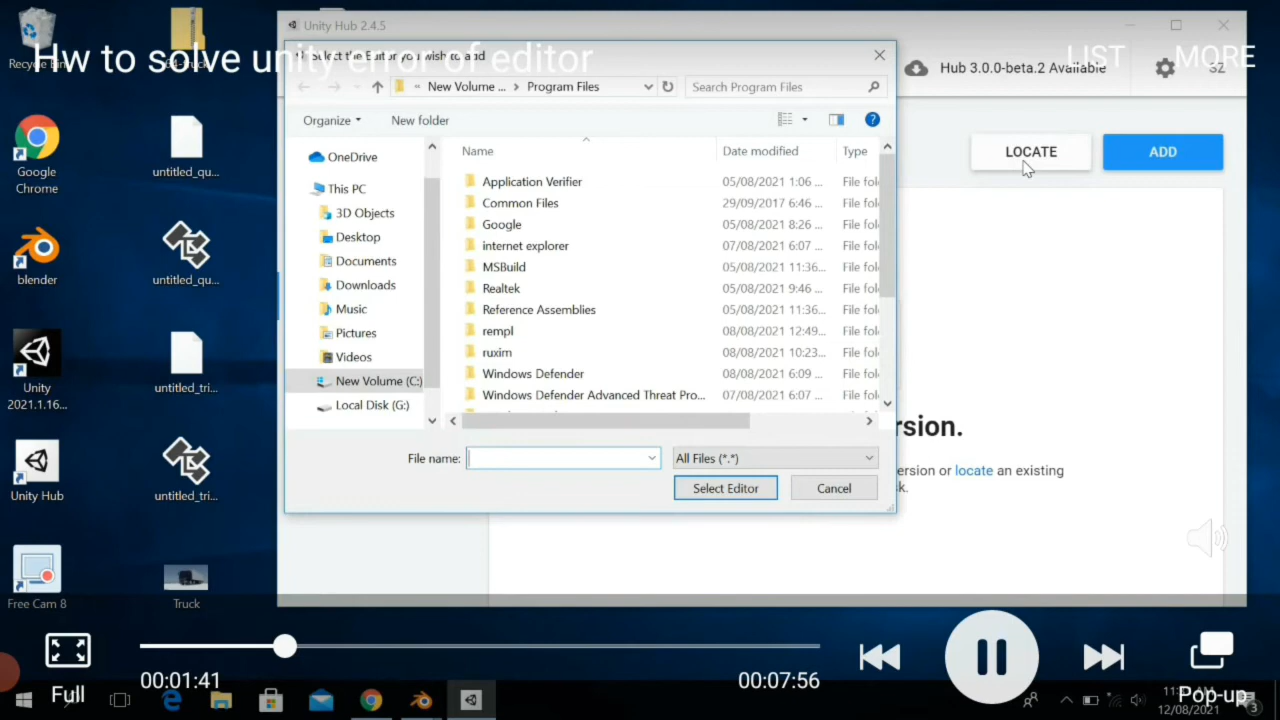 Unity Hub 2.4.5
Hw to solve unity error of editor
LIST
MORE
Select the Editor you wish to add
Hub 3.0.0-beta.2 Available
New Volume ...
Program Files
Search Program Files
Organize
New folder
LOCATE
ADD
Name
Date modified
Type
OneDrive
This PC
3D Objects
Desktop
Documents
Downloads
Music
Pictures
Videos
New Volume (C:)
Local Disk (G:)
Application Verifier 05/08/2021 1:06 ... File fol
Common Files 29/09/2017 6:46 ... File fol
Google 05/08/2021 8:26 ... File fol
internet explorer 07/08/2021 6:07 ... File fol
MSBuild 05/08/2021 11:36... File fol
Realtek 05/08/2021 9:46 ... File fol
Reference Assemblies 05/08/2021 11:36... File fol
rempl 08/08/2021 12:49... File fol
ruxim 08/08/2021 10:23... File fol
Windows Defender 08/08/2021 6:09 ... File fol
Windows Defender Advanced Threat Pro... 07/08/2021 6:07 ... File fol
File name:
All Files (*.*)
Select Editor
Cancel
rsion.
ersion or locate an existing
k.
Google
Chrome
untitled_qu...
blender
untitled_qu...
Unity
2021.1.16...
untitled_tri...
Unity Hub
untitled_tri...
Free Cam 8
Truck
Full
00:01:41
00:07:56
Pop-up
12/08/2021
3